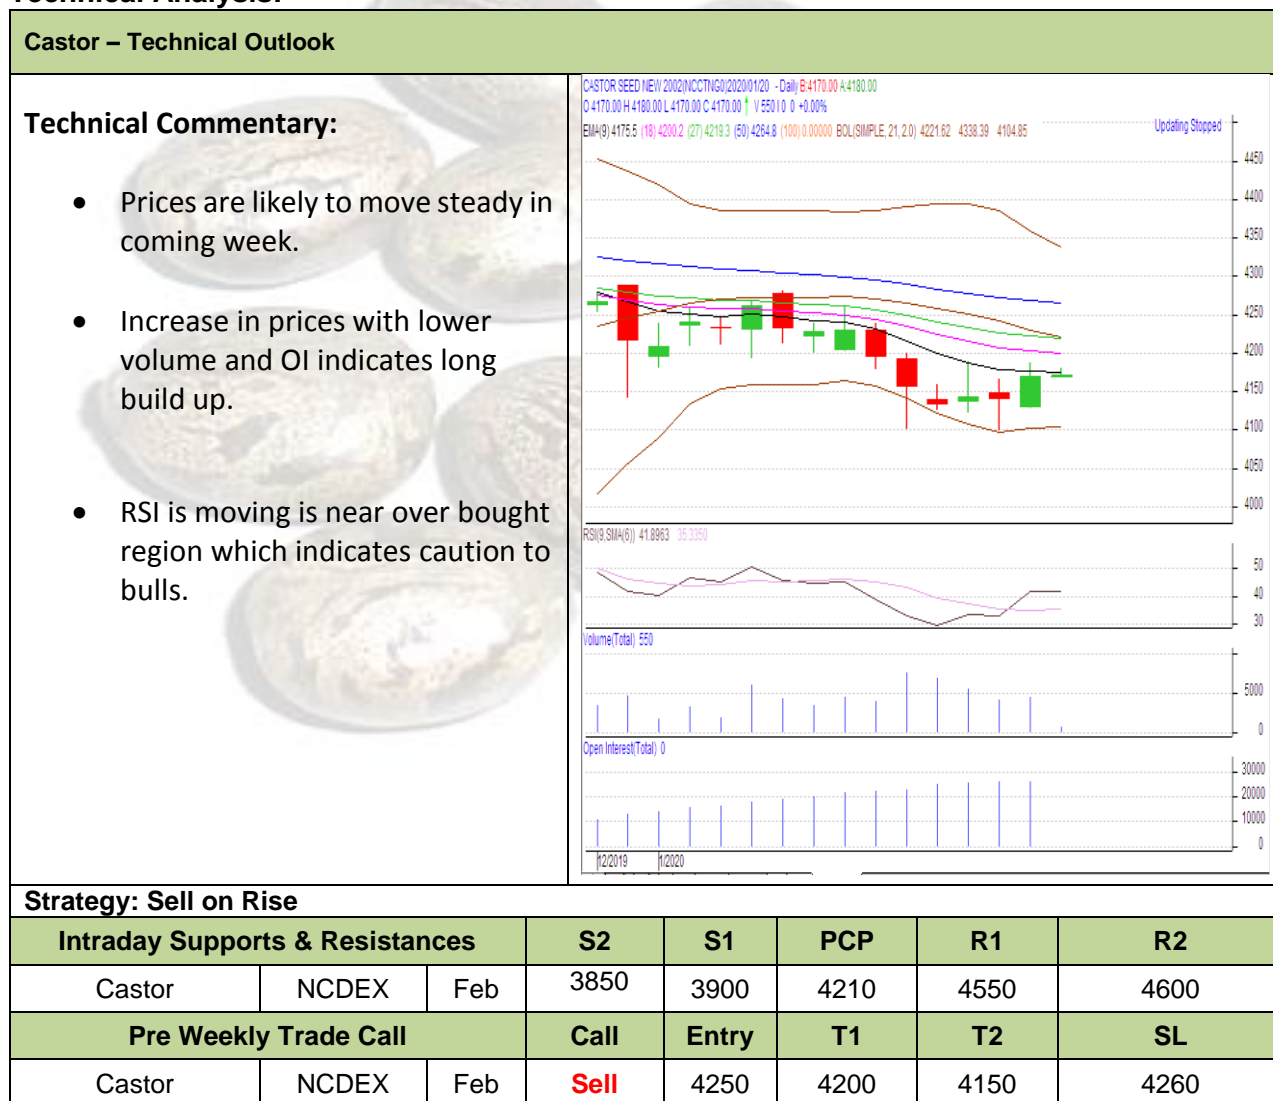 Technical Analysis:
Castor – Technical Outlook
Technical Commentary:
• Prices are likely to move steady in
coming week.
• Increase in prices with lower
volume and OI indicates long
build up.
• RSI is moving is near over bought
region which indicates caution to
bulls.
CASTOR SEED NEW 2002(NCCTNG0)2020/01/20 - Daily B:4170.00 A:4180.00
O 4170.00 H 4180.00 L 4170.00 C 4170.00 ↑ V 550 I 0 0 +0.00%
EMA(9) 4175.5 (18) 4200.2 (27) 4219.3 (50) 4264.8 (100) 0.00000 BOL(SIMPLE, 21, 2.0) 4221.62 4338.39 4104.85
Updating Stopped
4450
4400
4350
4300
4250
4200
4150
4100
4050
4000
RSI(9,SMA(6)) 41.8963 35.3350
50
40
30
Volume(Total) 550
5000
0
Open Interest(Total) 0
30000
20000
10000
0
12/2019 1/2020
Strategy: Sell on Rise
Intraday Supports & Resistances S2 S1 PCP R1 R2
Castor NCDEX Feb 3850 3900 4210 4550 4600
Pre Weekly Trade Call Call Entry T1 T2 SL
Castor NCDEX Feb Sell 4250 4200 4150 4260